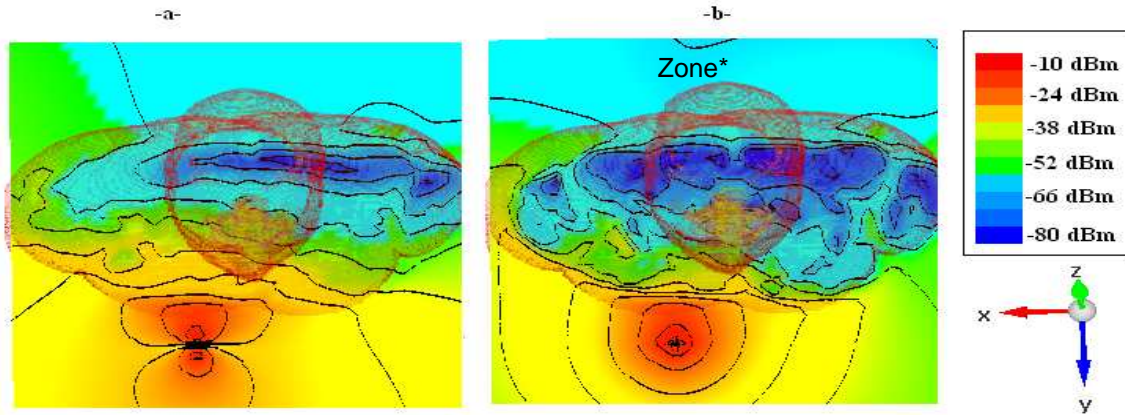 -a-
-b-
Zone*
-10 dBm
-24 dBm
-38 dBm
-52 dBm
-66 dBm
-80 dBm
z
x
y